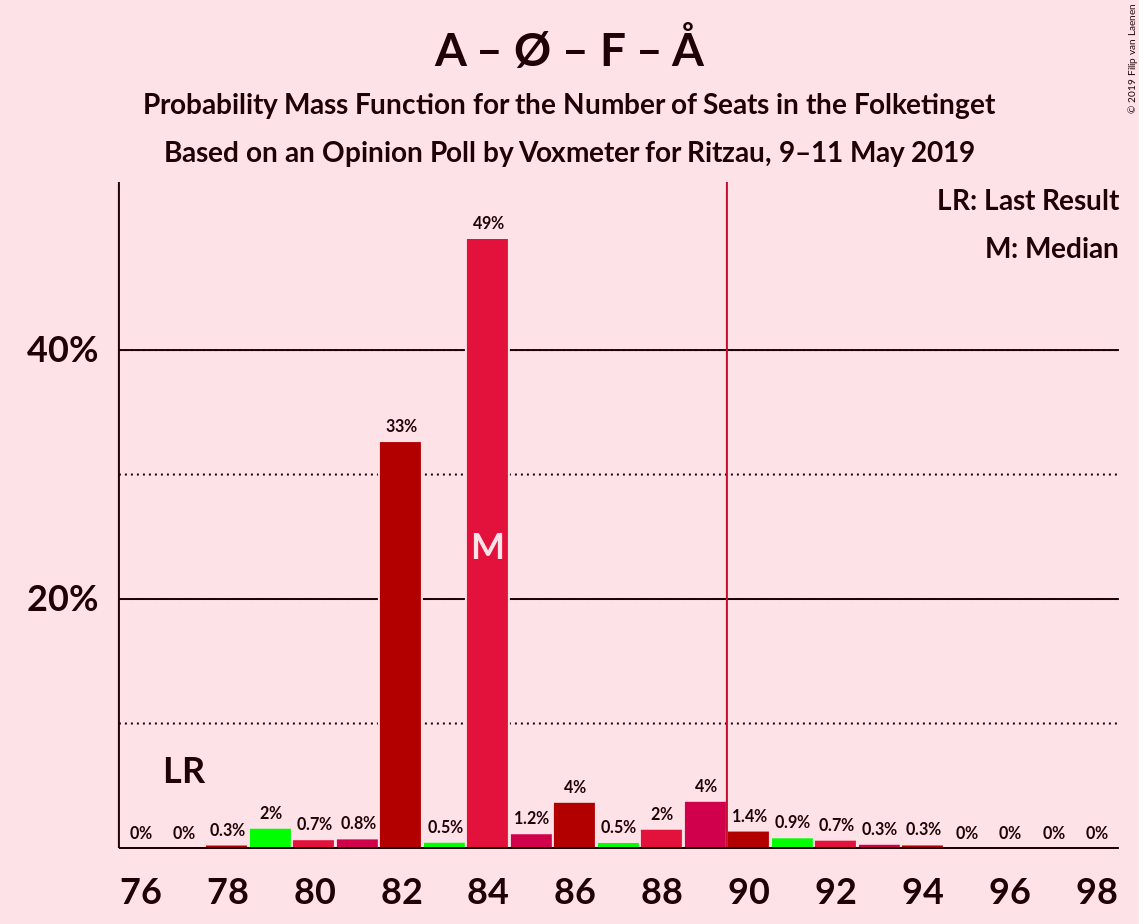 A – Ø – F – Å
Probability Mass Function for the Number of Seats in the Folketinget
Based on an Opinion Poll by Voxmeter for Ritzau, 9–11 May 2019
© 2019 Filip van Laenen
LR: Last Result
M: Median
49%
40%
33%
M
20%
LR
0% 0% 0.3% 2% 0.7% 0.8% 0.5% 1.2% 4% 0.5% 2% 4% 1.4% 0.9% 0.7% 0.3% 0.3% 0% 0% 0% 0%
76 78 80 82 84 86 88 90 92 94 96 98